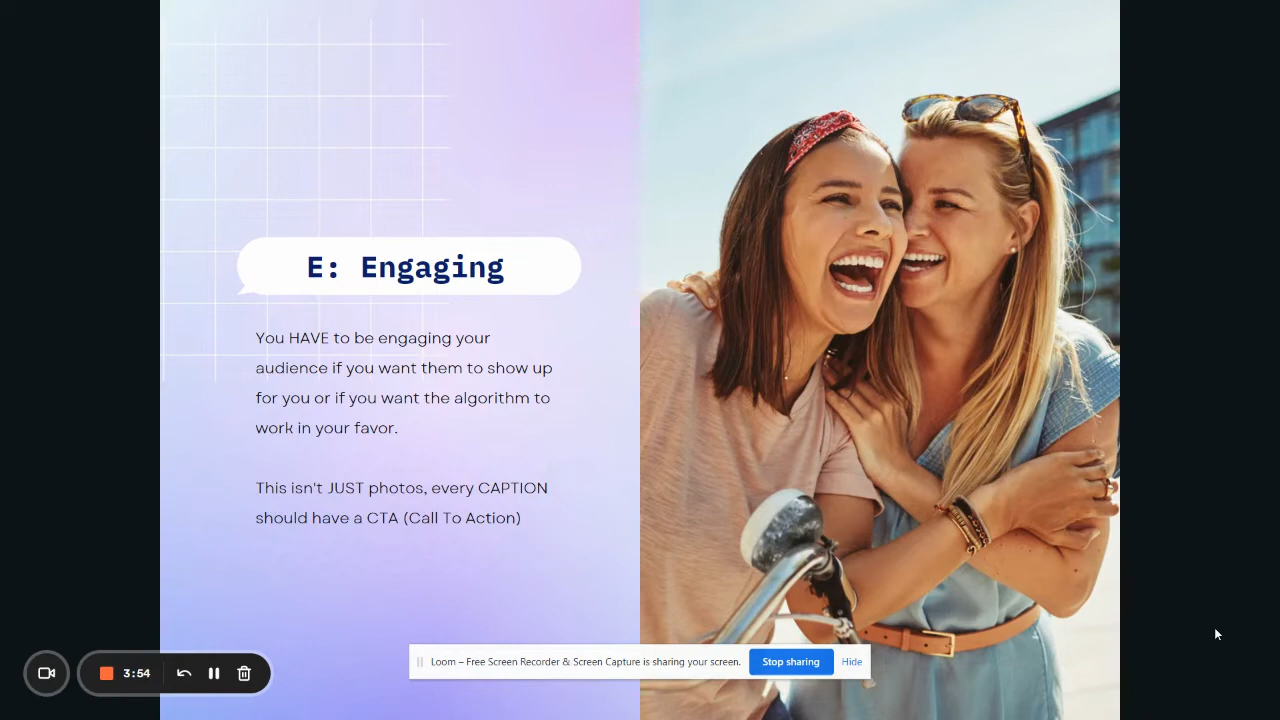 E: Engaging
You HAVE to be engaging your
audience if you want them to show up
for you or if you want the algorithm to
work in your favor.
This isn't JUST photos, every CAPTION
should have a CTA (Call To Action)
3:54
Loom – Free Screen Recorder & Screen Capture is sharing your screen.
Stop sharing
Hide